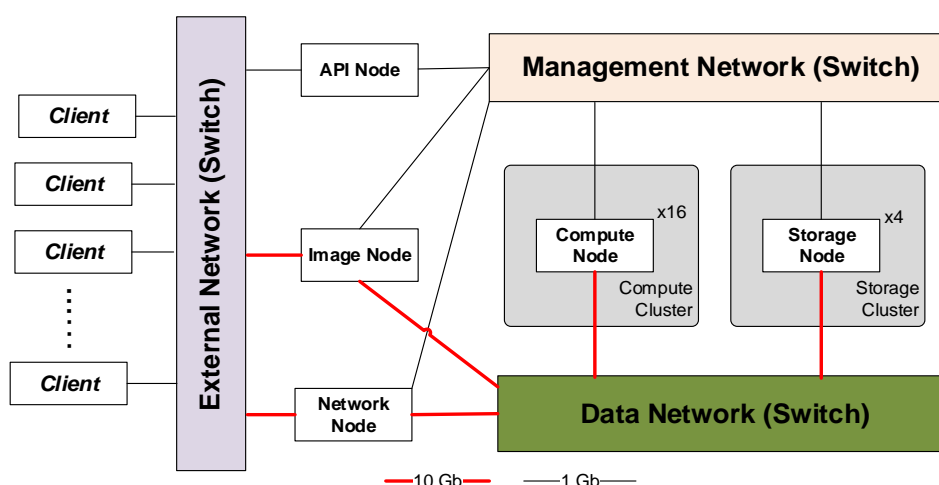 API Node
Management Network (Switch)
Client
Client
Client
Client
External Network (Switch)
Image Node
Network
Node
x16
Compute
Node
Compute
Cluster
x4
Storage
Node
Storage
Cluster
Data Network (Switch)
10 Gb
1 Gb